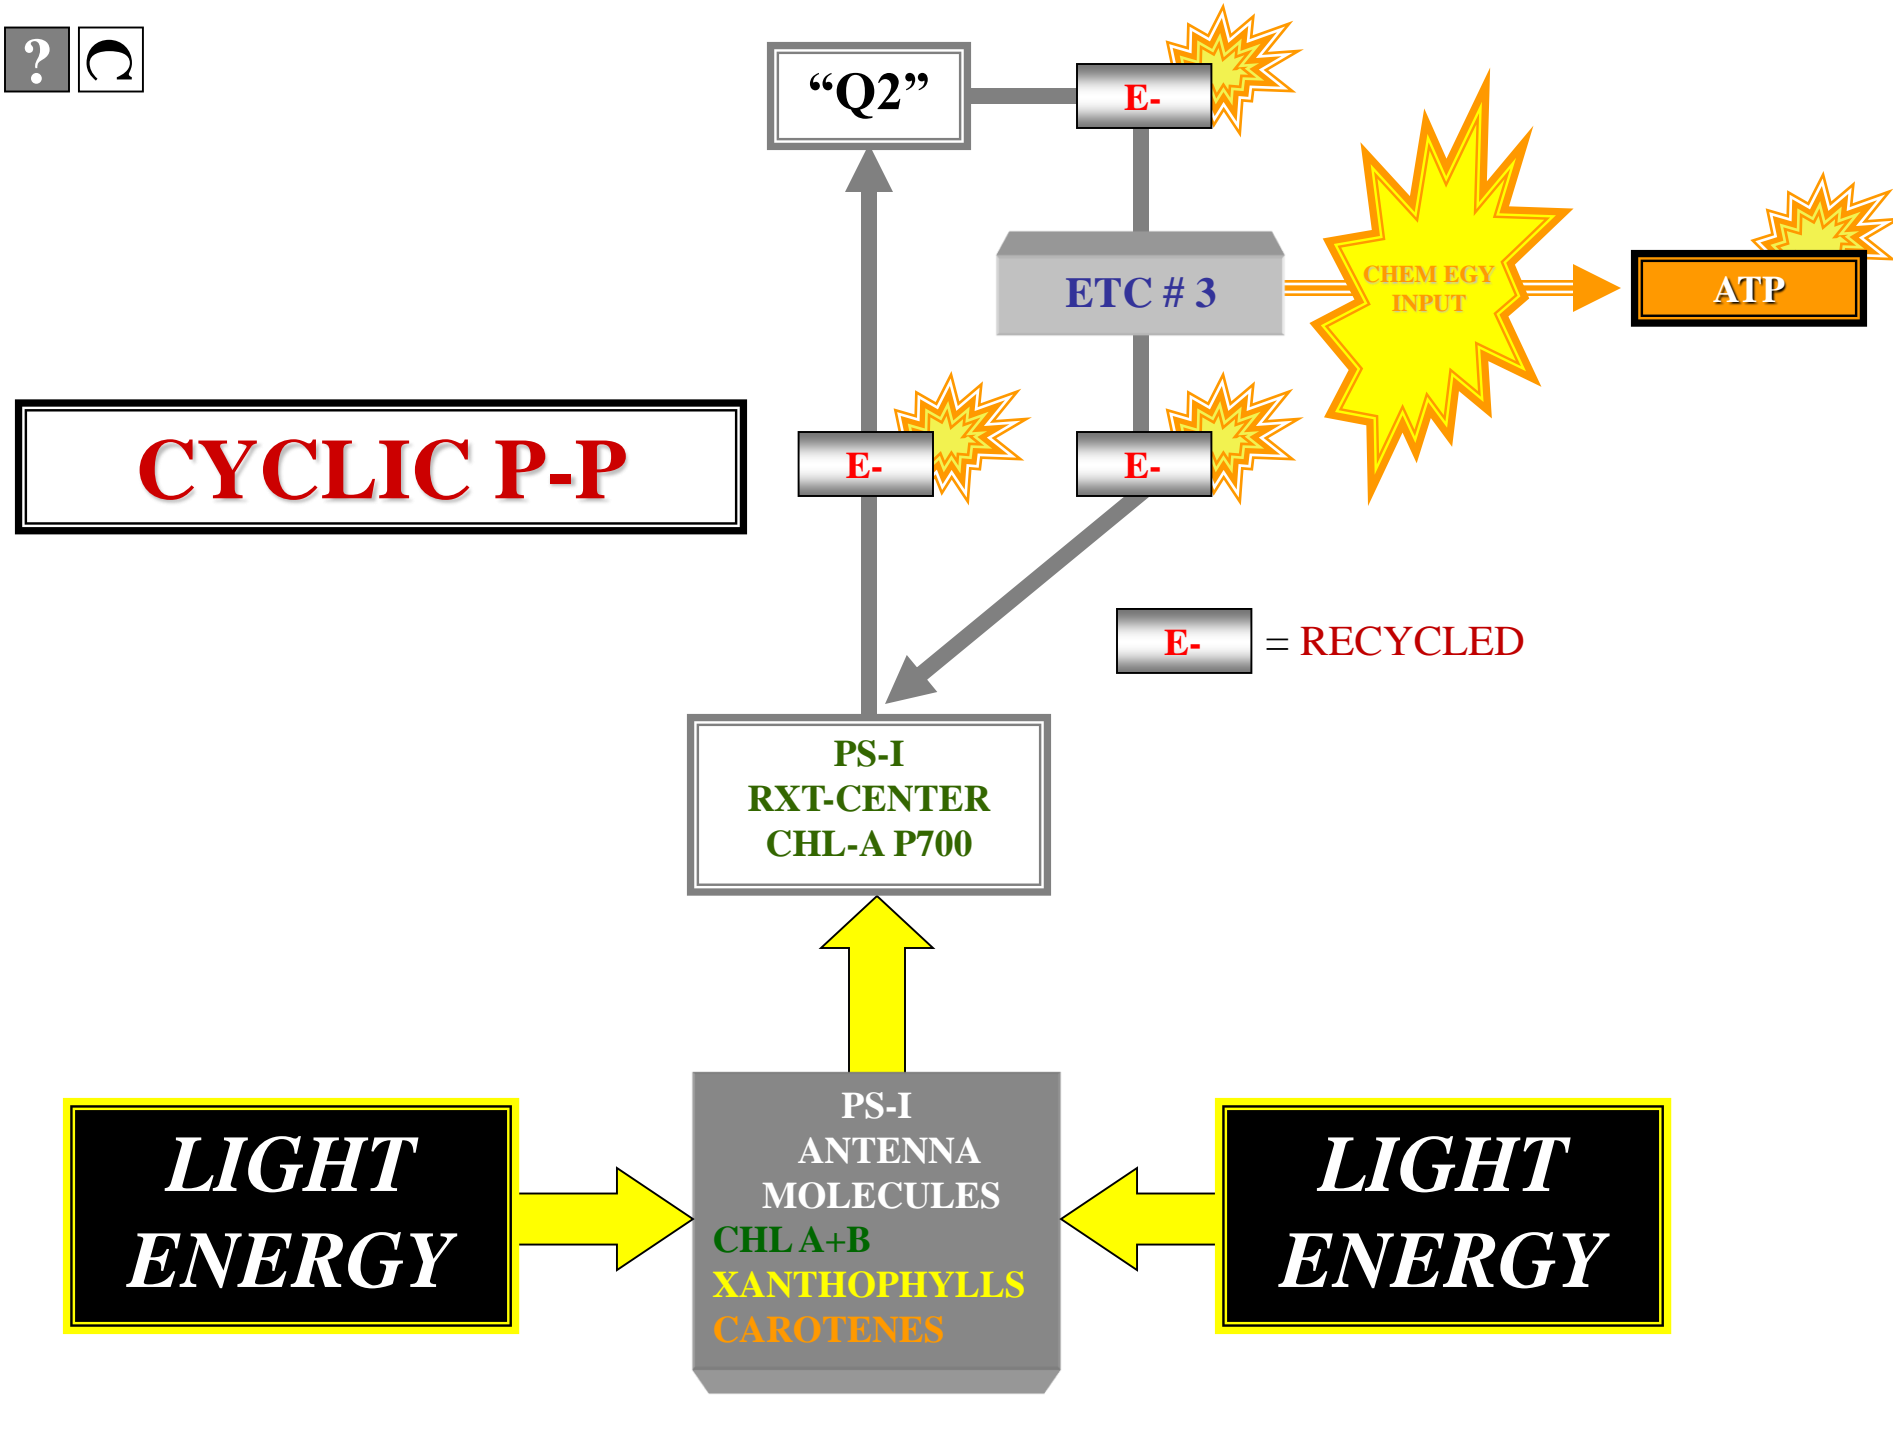 ? C
“Q2”
E-
ETC # 3
CHEM EGY
INPUT
ATP
CYCLIC P-P
E-
E-
E- = RECYCLED
PS-I
RXT-CENTER
CHL-A P700
LIGHT
ENERGY
PS-I
ANTENNA
MOLECULES
CHL A+B
XANTHOPHYLLS
CAROTENES
LIGHT
ENERGY